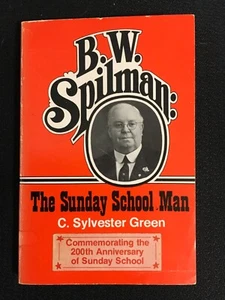 B.W.
Spilman:
The Sunday School Man
C. Sylvester Green
Commemorating the
200th Anniversary
of Sunday School